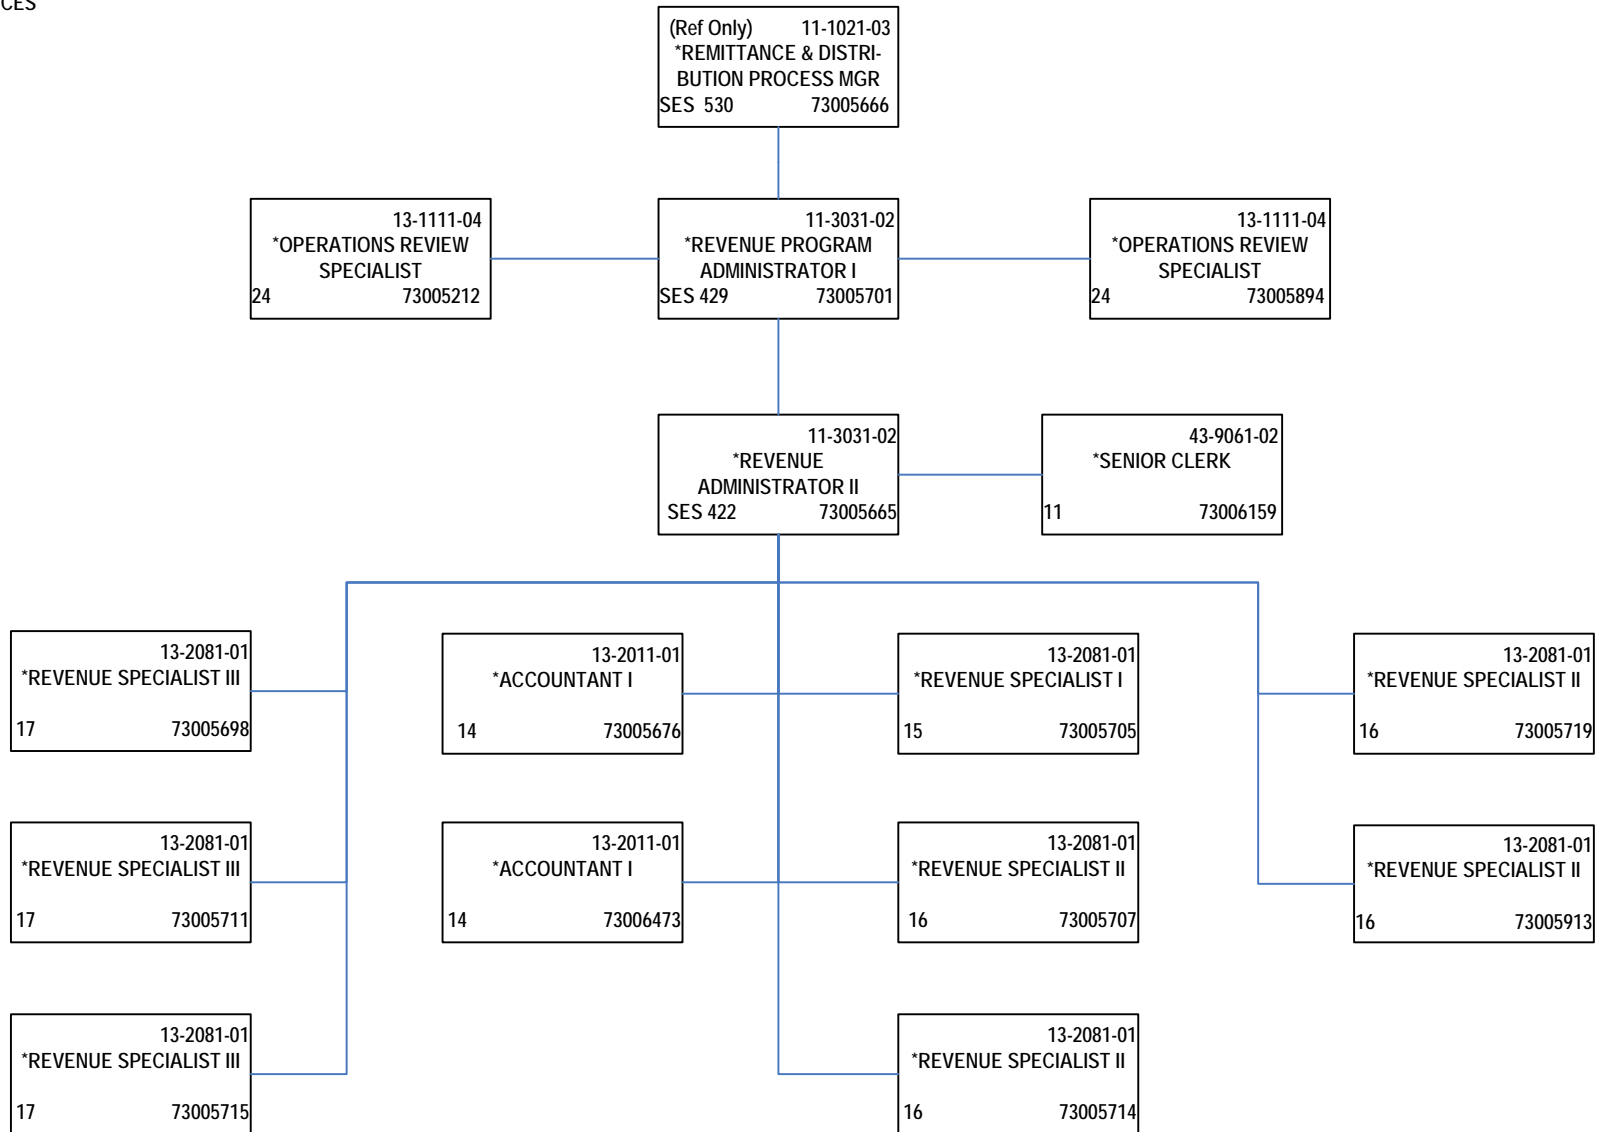 (Ref Only) 11-1021-03
*REMITTANCE & DISTRI-
BUTION PROCESS MGR
SES 530 73005666
13-1111-04
*OPERATIONS REVIEW
SPECIALIST
24 73005212
11-3031-02
*REVENUE PROGRAM
ADMINISTRATOR I
SES 429 73005701
13-1111-04
*OPERATIONS REVIEW
SPECIALIST
24 73005894
11-3031-02
*REVENUE
ADMINISTRATOR II
SES 422 73005665
43-9061-02
*SENIOR CLERK
11 73006159
13-2081-01
*REVENUE SPECIALIST III
17 73005698
13-2011-01
*ACCOUNTANT I
14 73005676
13-2081-01
*REVENUE SPECIALIST I
15 73005705
13-2081-01
*REVENUE SPECIALIST II
16 73005719
13-2081-01
*REVENUE SPECIALIST III
17 73005711
13-2011-01
*ACCOUNTANT I
14 73006473
13-2081-01
*REVENUE SPECIALIST II
16 73005707
13-2081-01
*REVENUE SPECIALIST II
16 73005913
13-2081-01
*REVENUE SPECIALIST III
17 73005715
13-2081-01
*REVENUE SPECIALIST II
16 73005714